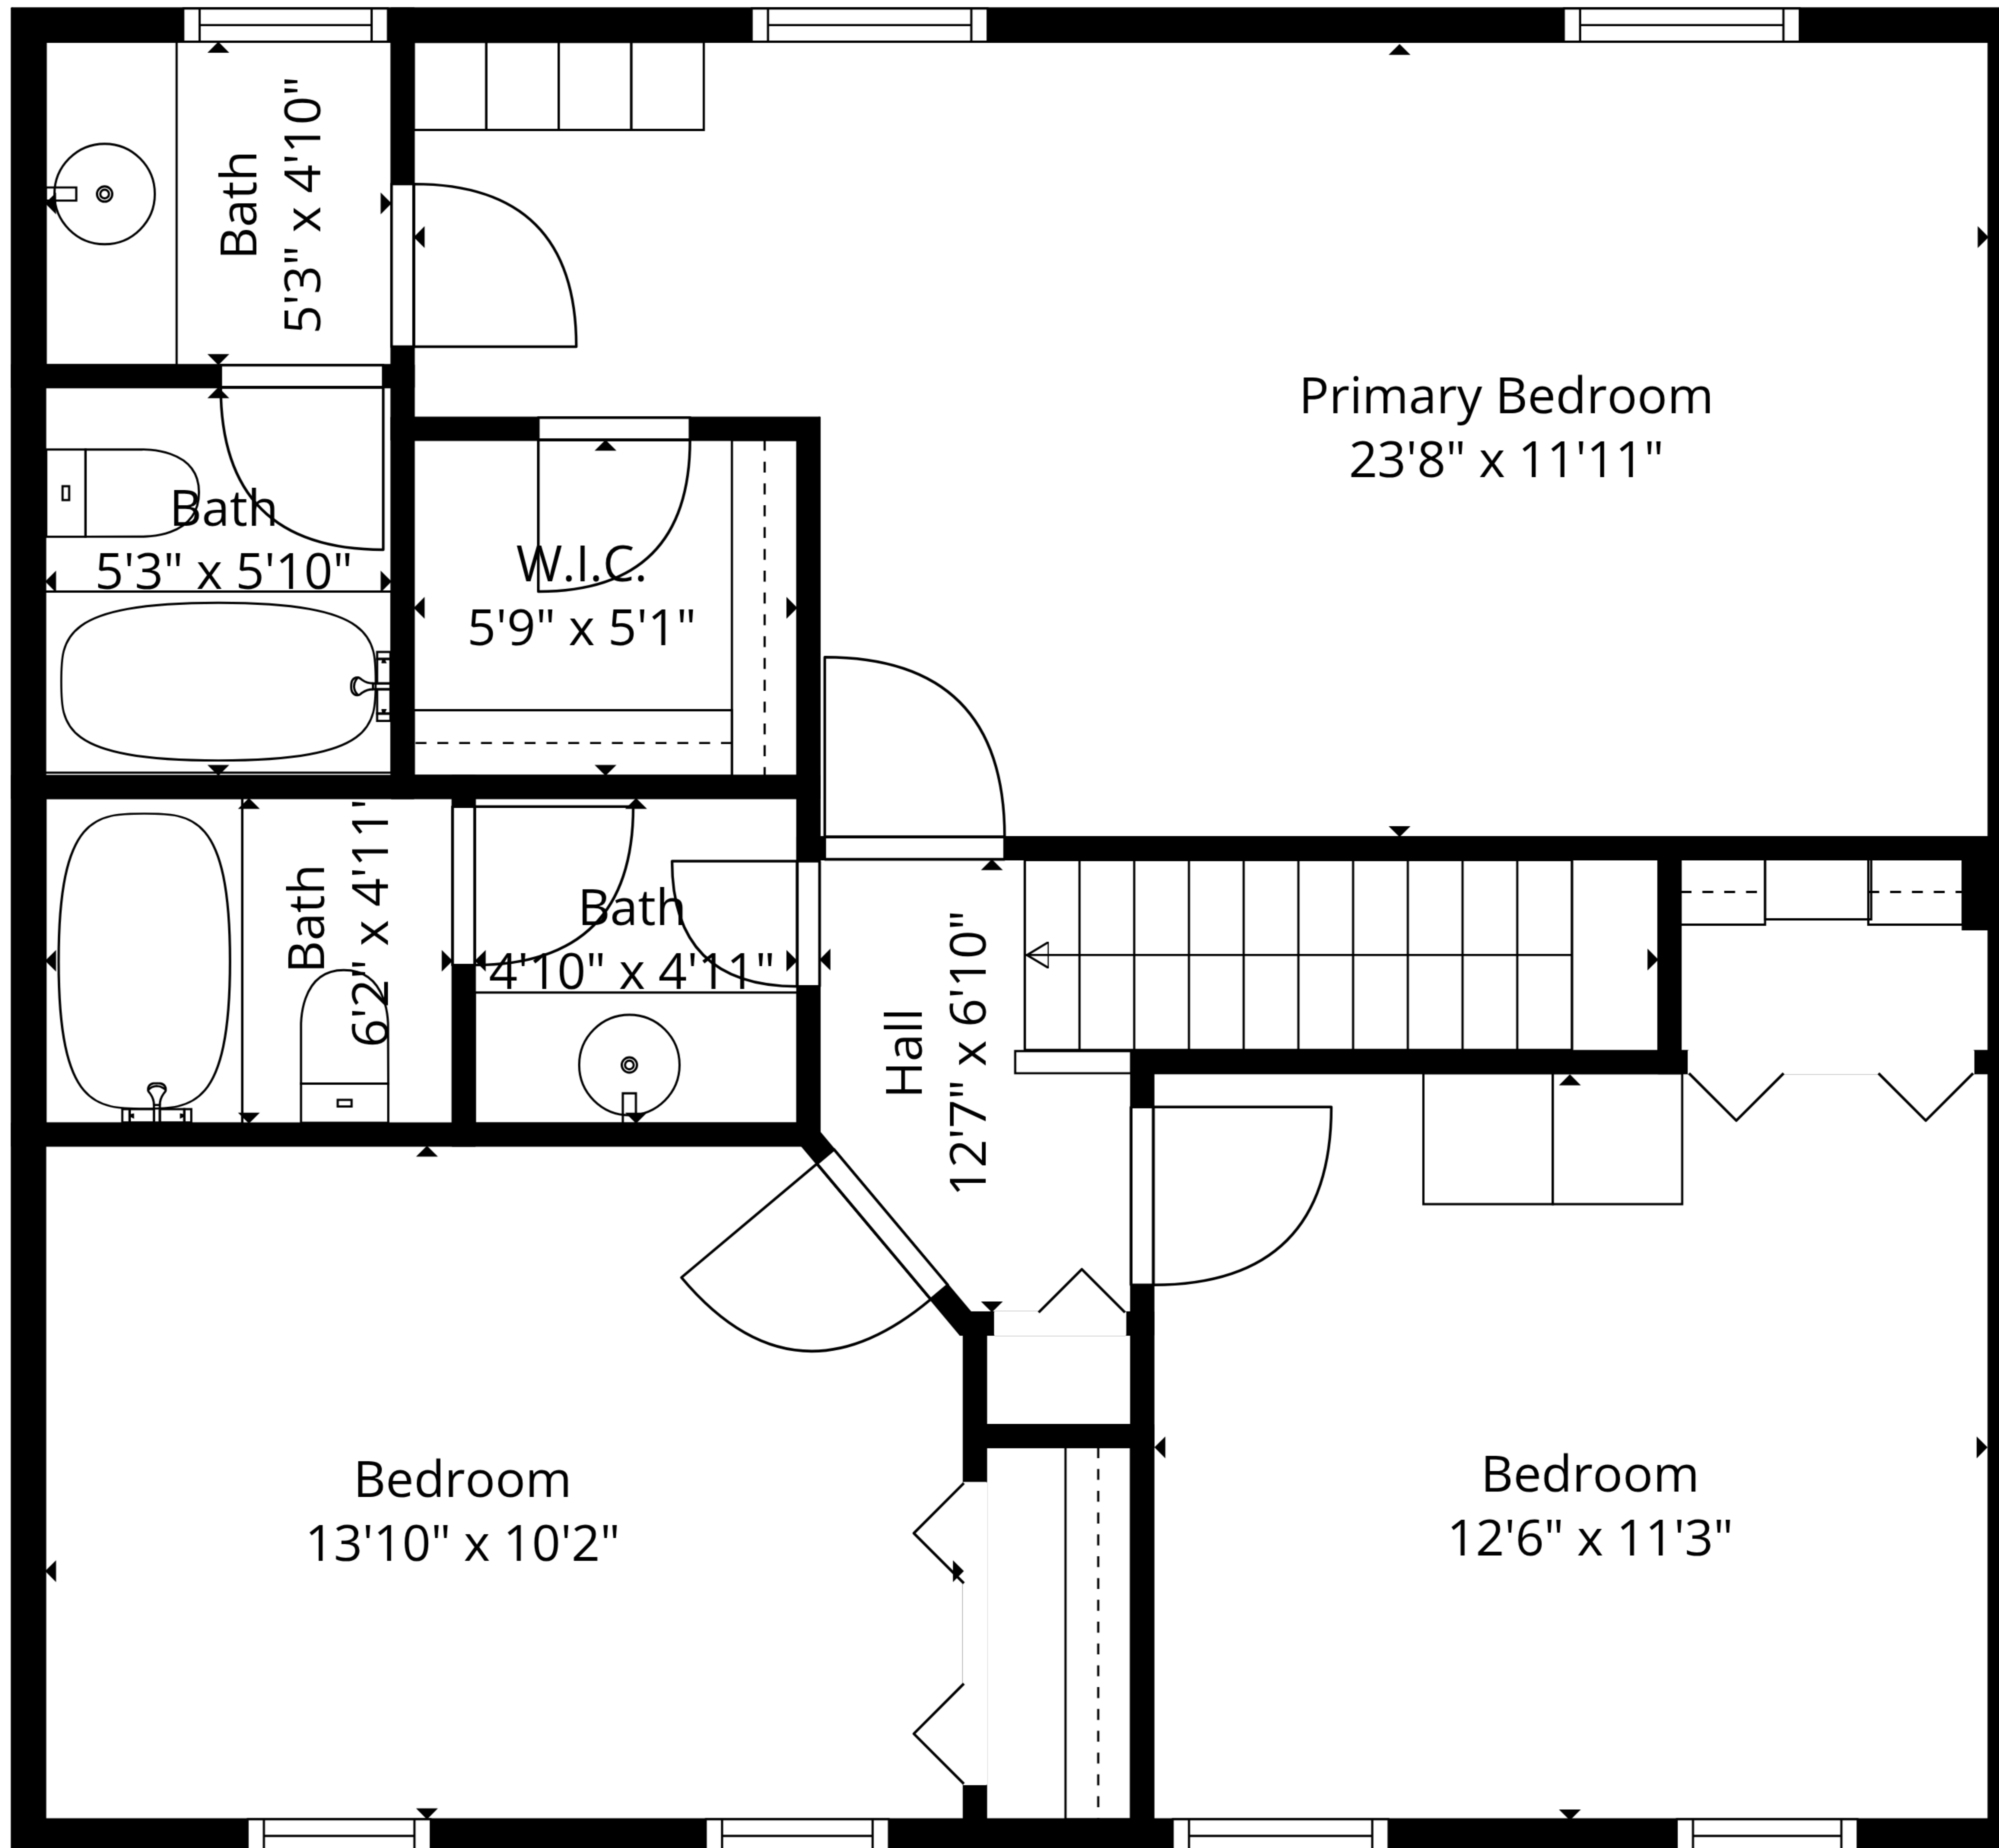 Bath
5'3" x 4'10"
Primary Bedroom
23'8" x 11'11"
Bath
5'3" x 5'10"
W.I.C.
5'9" x 5'1"
Bath
6'2" x 4'11"
Bath
4'10" x 4'11"
Hall
12'7" x 6'10"
Bedroom
13'10" x 10'2"
Bedroom
12'6" x 11'3"